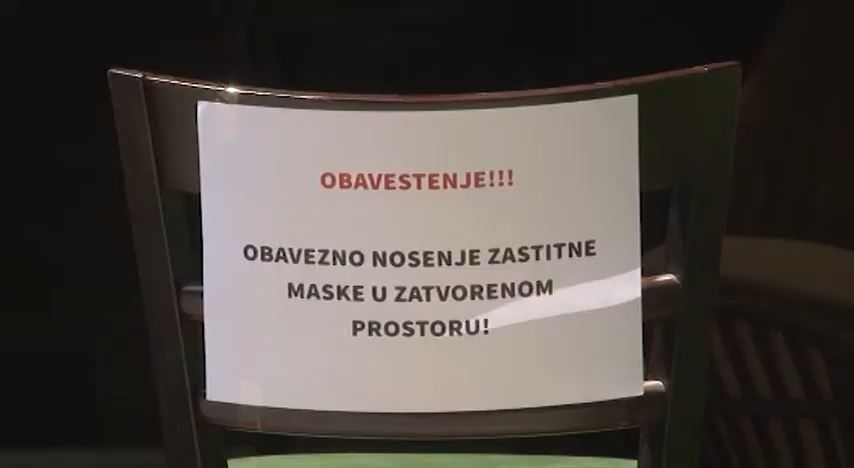 OBAVESTENJE!!!
OBAVEZNO NOSENJE ZASTITNE
MASKE U ZATVORENOM
PROSTORU!